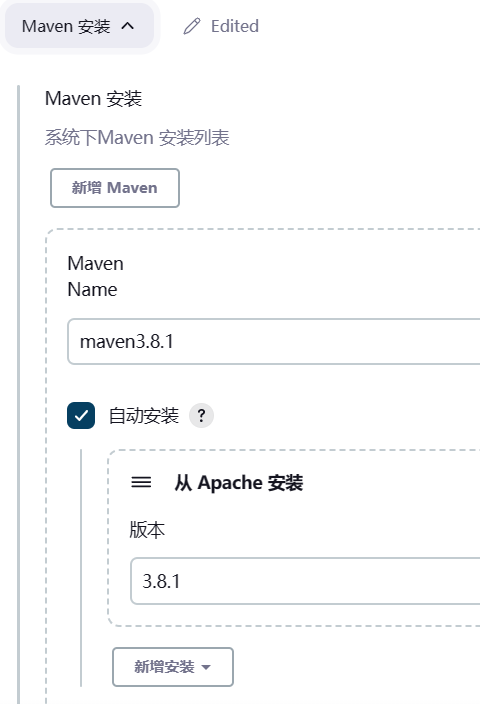 Maven 安装
Edited
Maven 安装
系统下Maven 安装列表
新增 Maven
Maven
Name
maven3.8.1
自动安装 ?
从 Apache 安装
版本
3.8.1
新增安装